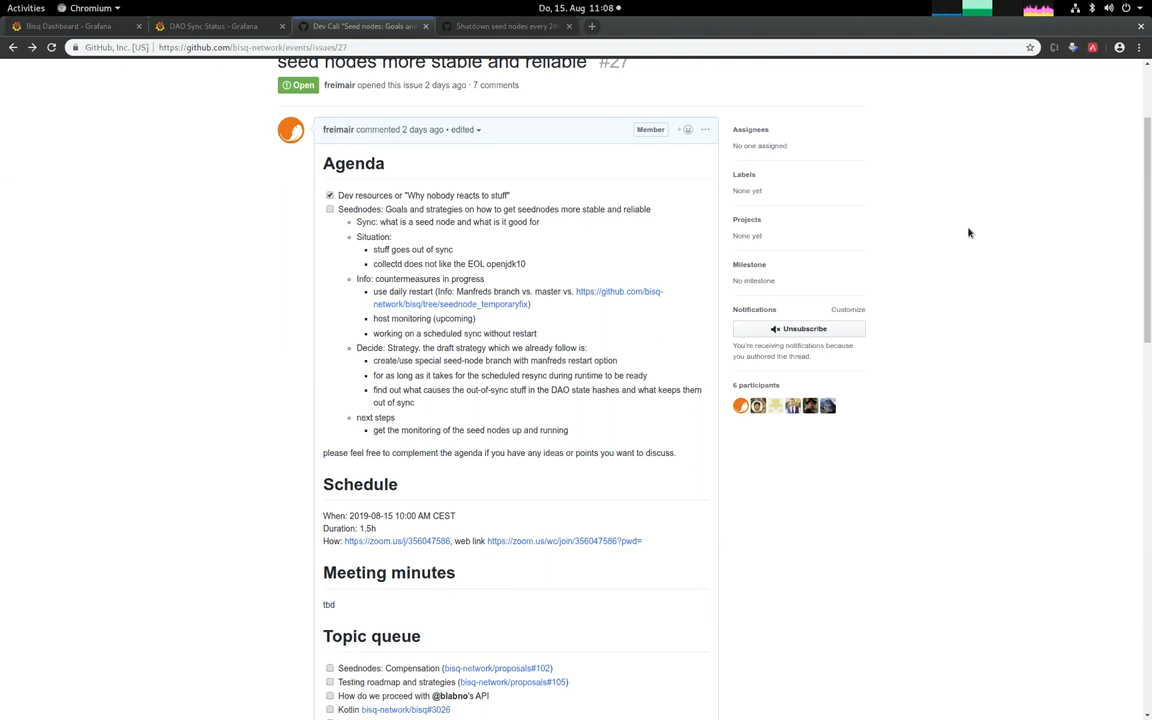 Activities Chromium Do, 15. Aug 11:08
Bisq Dashboard - Grafana
DAO Sync Status - Grafana
Dev Call "Seed nodes: Goals an
Shutdown seed nodes every 24
GitHub, Inc. [US] https://github.com/bisq-network/events/issues/27
seed nodes more stable and reliable #27
Open freimair opened this issue 2 days ago · 7 comments
freimair commented 2 days ago • edited Member
Agenda
Dev resources or "Why nobody reacts to stuff"
Seednodes: Goals and strategies on how to get seednodes more stable and reliable
Sync: what is a seed node and what is it good for
Situation:
stuff goes out of sync
collectd does not like the EOL openjdk10
Info: countermeasures in progress
use daily restart (Info: Manfreds branch vs. master vs. https://github.com/bisq-
network/bisq/tree/seednode_temporaryfix)
host monitoring (upcoming)
working on a scheduled sync without restart
Decide: Strategy. the draft strategy which we already follow is:
create/use special seed-node branch with manfreds restart option
for as long as it takes for the scheduled resync during runtime to be ready
find out what causes the out-of-sync stuff in the DAO state hashes and what keeps them
out of sync
next steps
get the monitoring of the seed nodes up and running
please feel free to complement the agenda if you have any ideas or points you want to discuss.
Schedule
When: 2019-08-15 10:00 AM CEST
Duration: 1,5h
How: https://zoom.us/j/356047586, web link https://zoom.us/wc/join/356047586?pwd=
Meeting minutes
tbd
Topic queue
Seednodes: Compensation (bisq-network/proposals#102)
Testing roadmap and strategies (bisq-network/proposals#105)
How do we proceed with @blabno's API
Kotlin bisq-network/bisq#3026
Assignees
No one assigned
Labels
None yet
Projects
None yet
Milestone
No milestone
Notifications Customize
Unsubscribe
You're receiving notifications because
you authored the thread.
6 participants